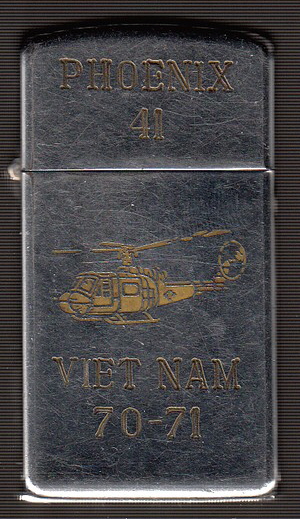 PHOENIX
41
VIET NAM
70-71